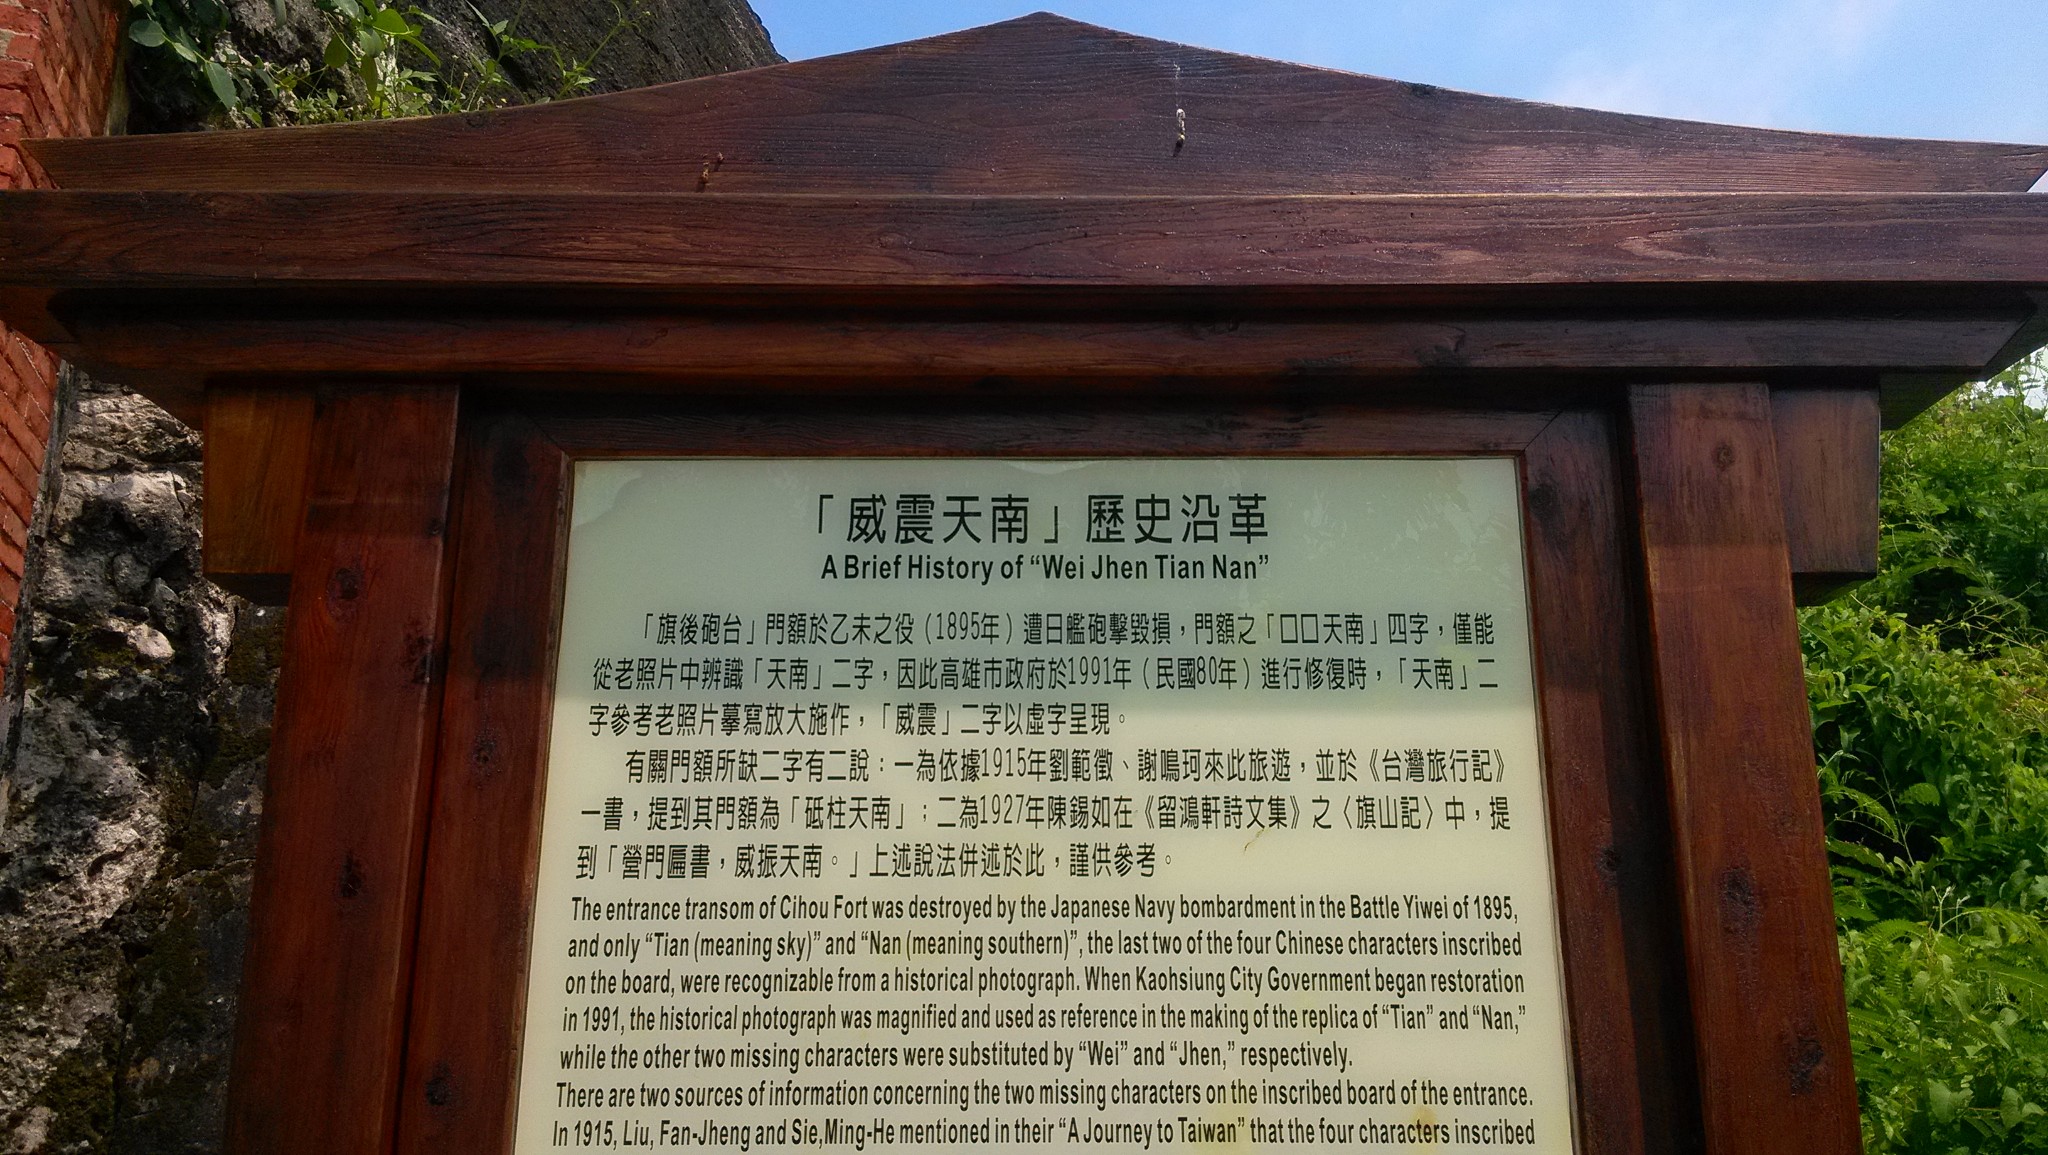 「威震天南」歷史沿革
A Brief History of “Wei Jhen Tian Nan”
「旗後砲台」門額於乙未之役（1895年）遭日艦砲擊毀損，門額之「□□天南」四字，僅能
從老照片中辨識「天南」二字，因此高雄市政府於1991年（民國80年）進行修復時，「天南」二
字參考老照片摹寫放大施作，「威震」二字以虛字呈現。
有關門額所缺二字有二說：一為依據1915年劉範徵、謝鳴珂來此旅遊，並於《台灣旅行記》
一書，提到其門額為「砥柱天南」；二為1927年陳錫如在《留鴻軒詩文集》之〈旗山記〉中，提
到「營門匾書，威振天南。」上述說法併述於此，謹供參考。
The entrance transom of Cihou Fort was destroyed by the Japanese Navy bombardment in the Battle Yiwei of 1895,
and only “Tian (meaning sky)” and “Nan (meaning southern)”, the last two of the four Chinese characters inscribed
on the board, were recognizable from a historical photograph. When Kaohsiung City Government began restoration
in 1991, the historical photograph was magnified and used as reference in the making of the replica of “Tian” and “Nan,”
while the other two missing characters were substituted by “Wei” and “Jhen,” respectively.
There are two sources of information concerning the two missing characters on the inscribed board of the entrance.
In 1915, Liu, Fan-Jheng and Sie,Ming-He mentioned in their “A Journey to Taiwan” that the four characters inscribed